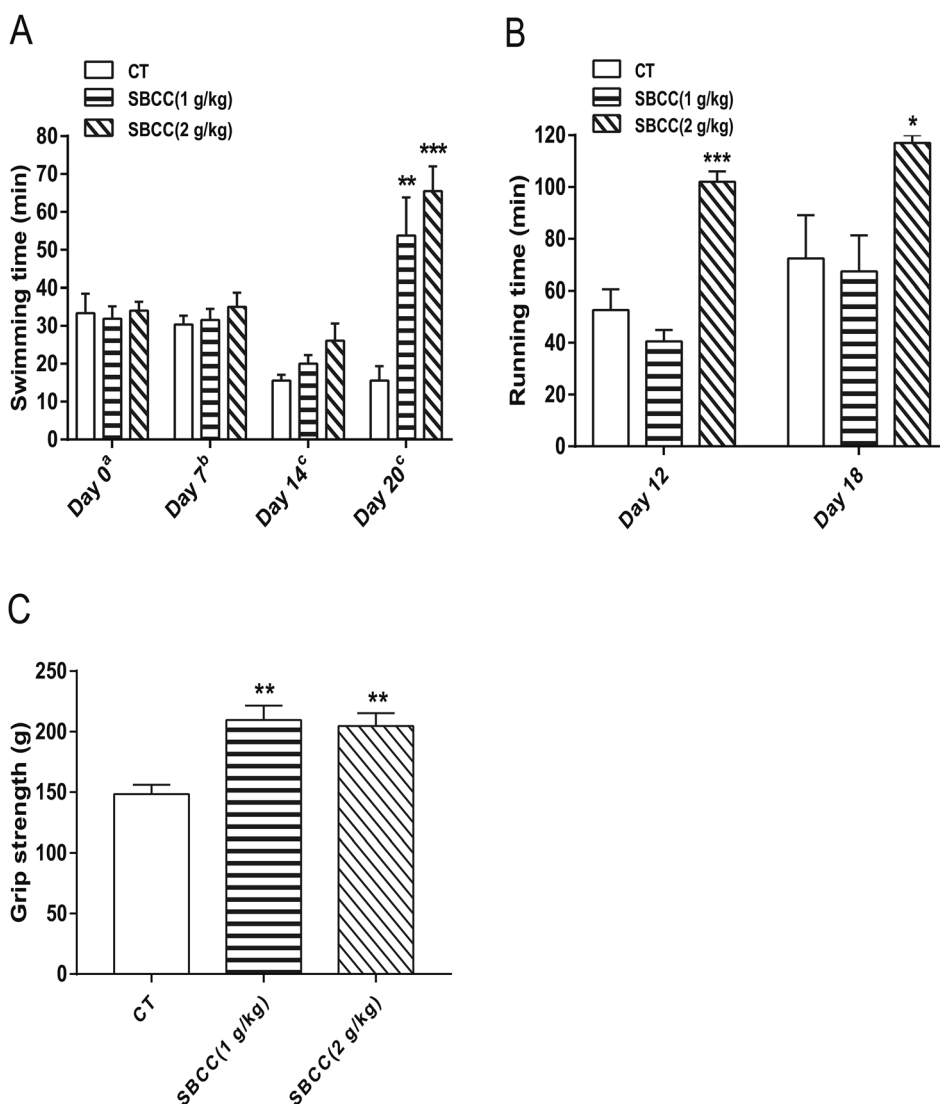 A
CT
SBCC(1 g/kg)
SBCC(2 g/kg)
Swimming time (min)
80
70
60
50
40
30
20
10
0
**
***
Day 0ᵃ
Day 7ᵇ
Day 14ᶜ
Day 20ᶜ
B
CT
SBCC(1 g/kg)
SBCC(2 g/kg)
Running time (min)
120
100
80
60
40
20
0
***
*
Day 12
Day 18
C
Grip strength (g)
250
200
150
100
50
0
**
**
CT
SBCC(1 g/kg)
SBCC(2 g/kg)